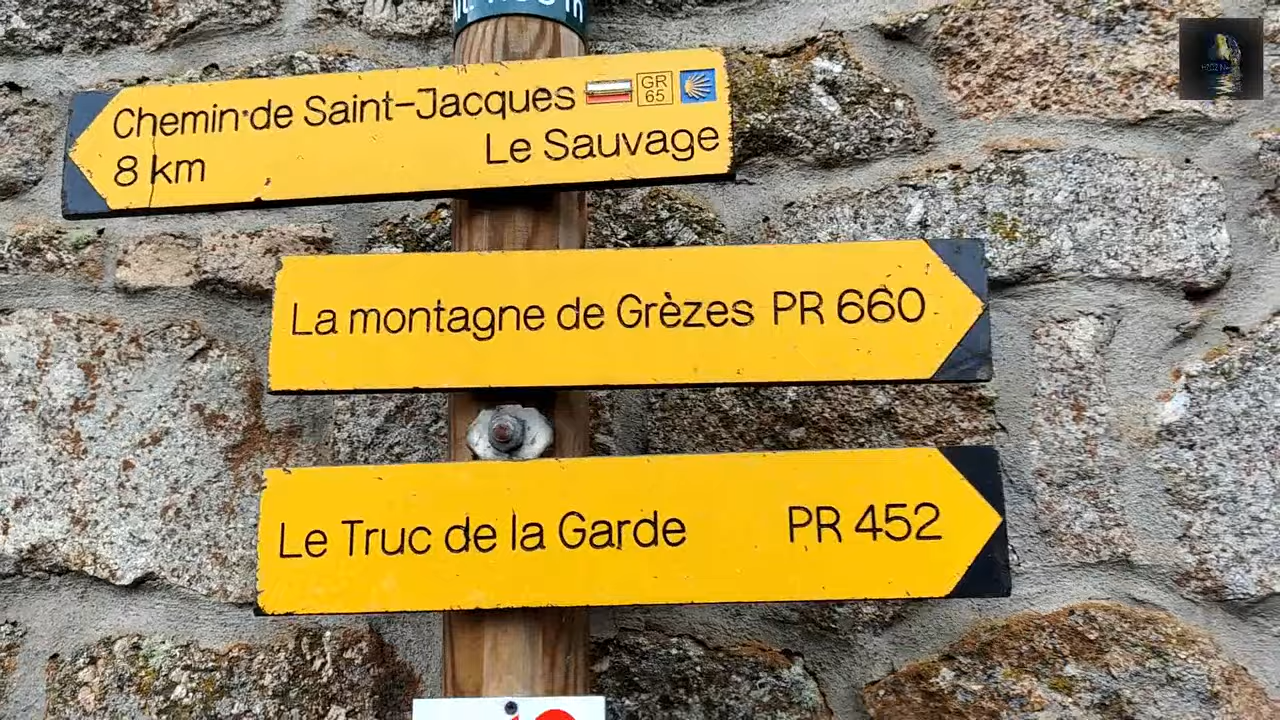 Chemin de Saint-Jacques GR 65
8 km Le Sauvage
La montagne de Grèzes PR 660
Le Truc de la Garde PR 452